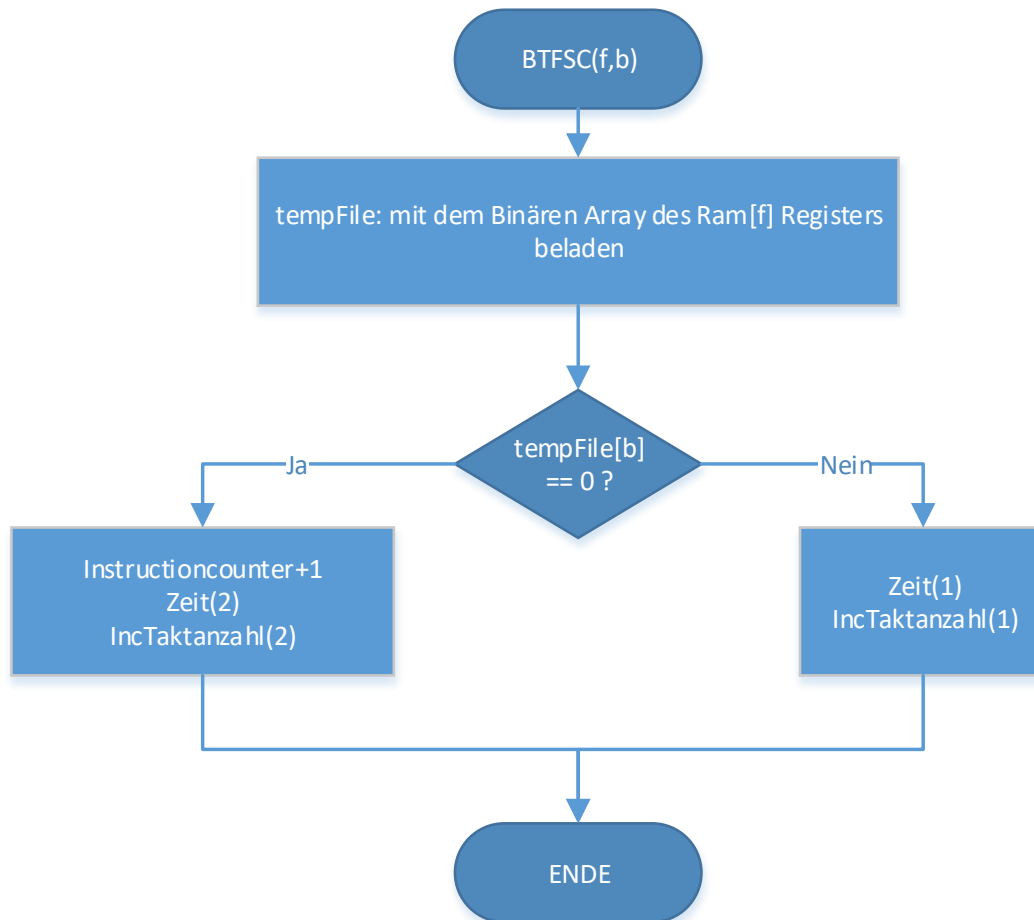 BTFSC(f,b)
tempFile: mit dem Binären Array des Ram[f] Registers
beladen
tempFile[b]
== 0 ?
Ja
Nein
Instructioncounter+1
Zeit(2)
IncTaktanzahl(2)
Zeit(1)
IncTaktanzahl(1)
ENDE